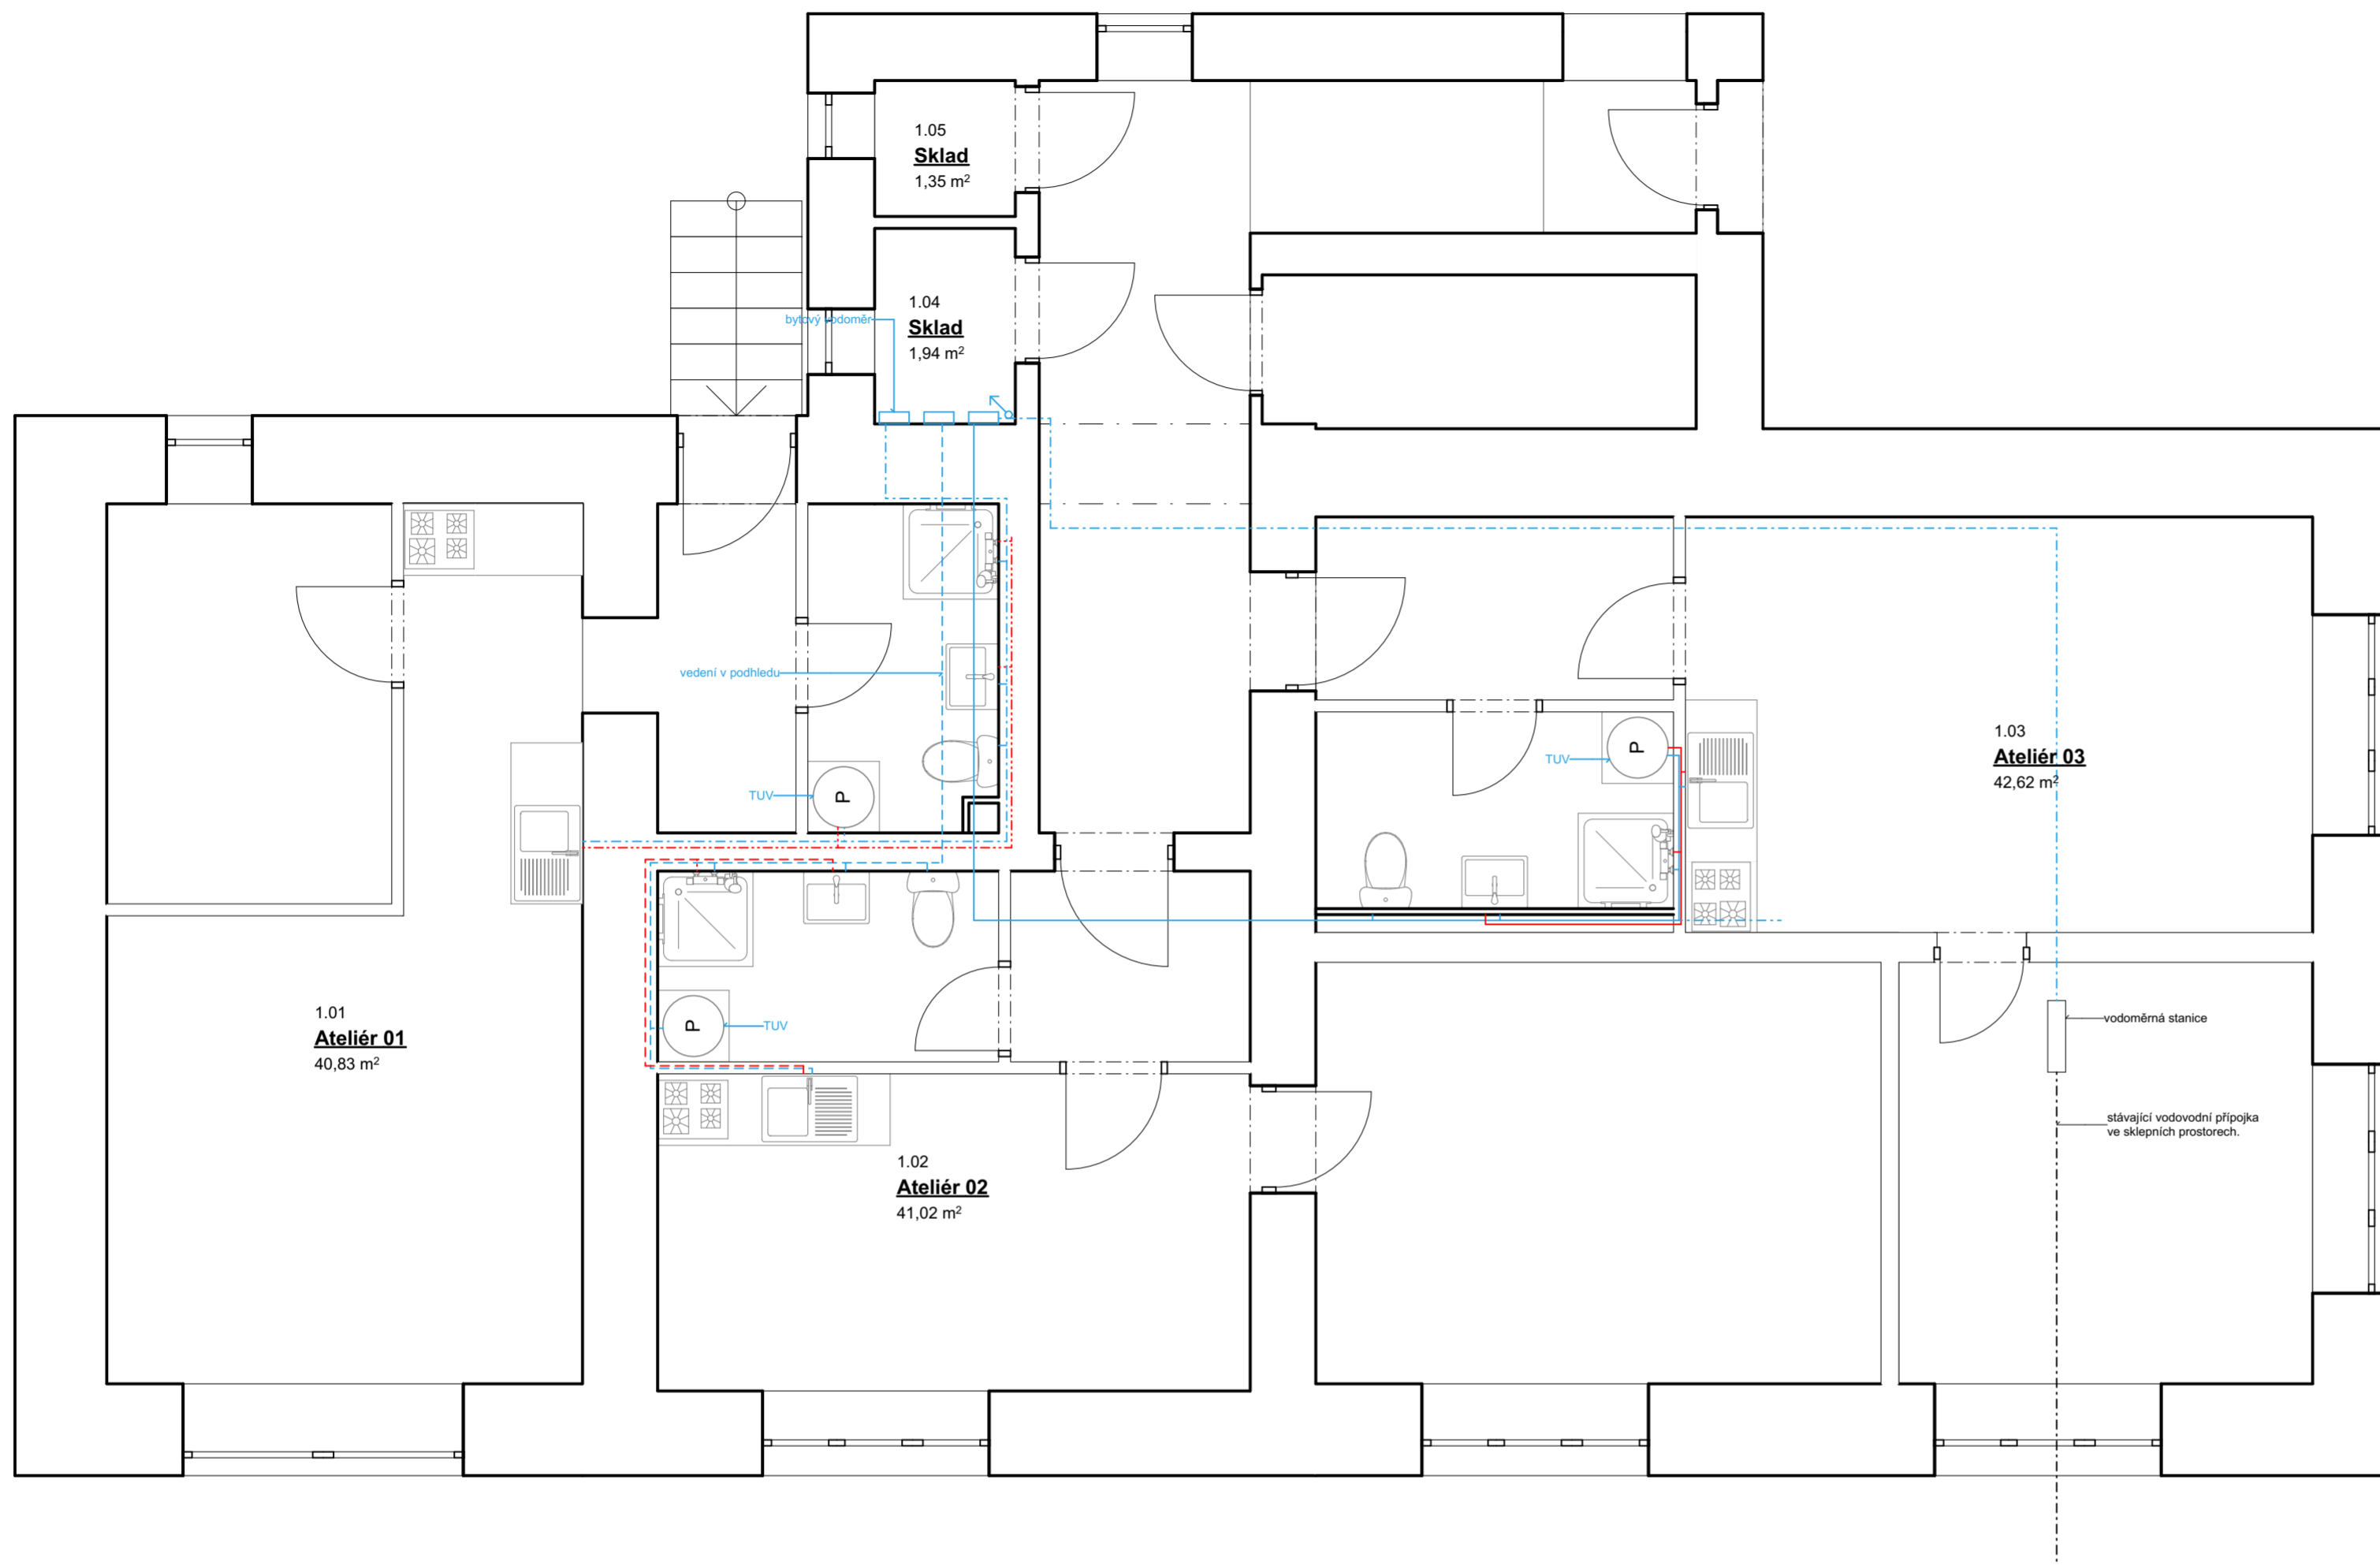 1.05
Sklad
1,35 m²
1.04
Sklad
1,94 m²
bytový vodoměr
vedení v podhledu
TUV
P
TUV
P
1.03
Ateliér 03
42,62 m²
1.01
Ateliér 01
40,83 m²
P
TUV
vodoměrná stanice
stávající vodovodní přípojka
ve sklepních prostorech.
1.02
Ateliér 02
41,02 m²